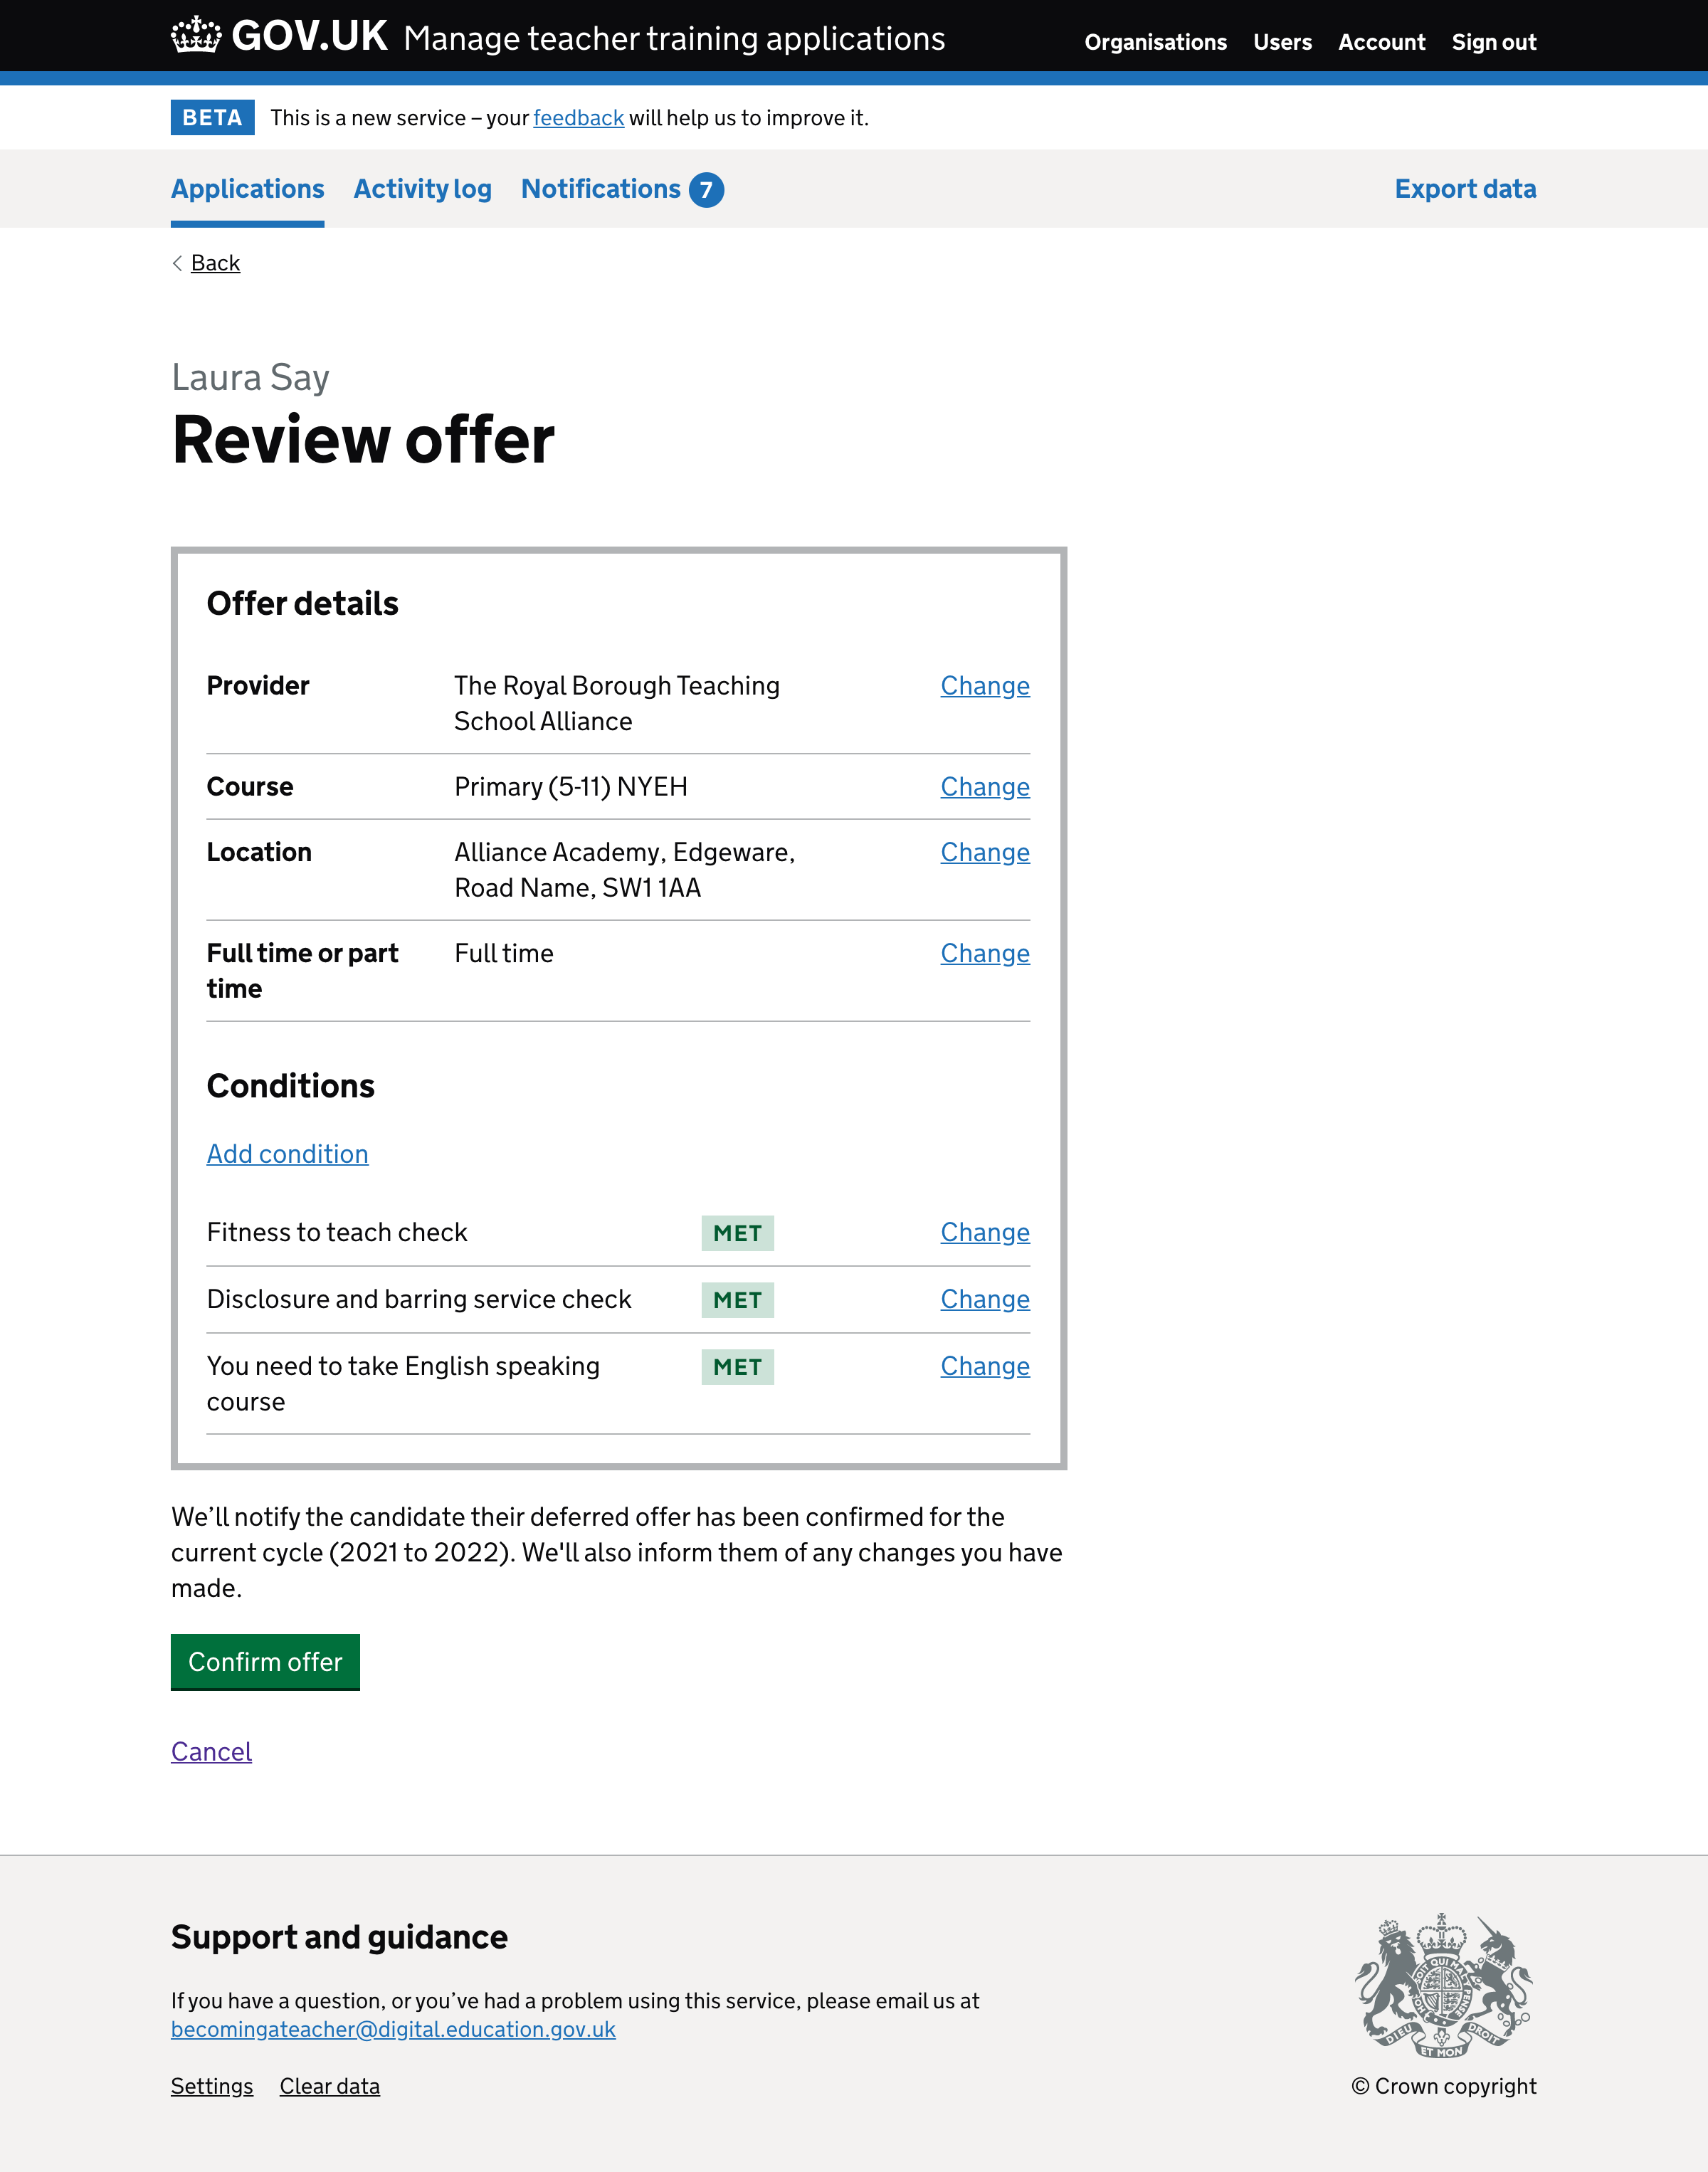 GOV.UK Manage teacher training applications Organisations Users Account Sign out
BETA This is a new service – your feedback will help us to improve it.
Applications Activity log Notifications 7 Export data
Back
Laura Say
Review offer
Offer details
Provider The Royal Borough Teaching Change
School Alliance
Course Primary (5-11) NYEH Change
Location Alliance Academy, Edgeware, Change
Road Name, SW1 1AA
Full time or part Full time Change
time
Conditions
Add condition
Fitness to teach check MET Change
Disclosure and barring service check MET Change
You need to take English speaking MET Change
course
We’ll notify the candidate their deferred offer has been confirmed for the
current cycle (2021 to 2022). We'll also inform them of any changes you have
made.
Confirm offer
Cancel
Support and guidance
If you have a question, or you’ve had a problem using this service, please email us at
becomingateacher@digital.education.gov.uk
Settings Clear data
DIEU ET MON DROIT
© Crown copyright